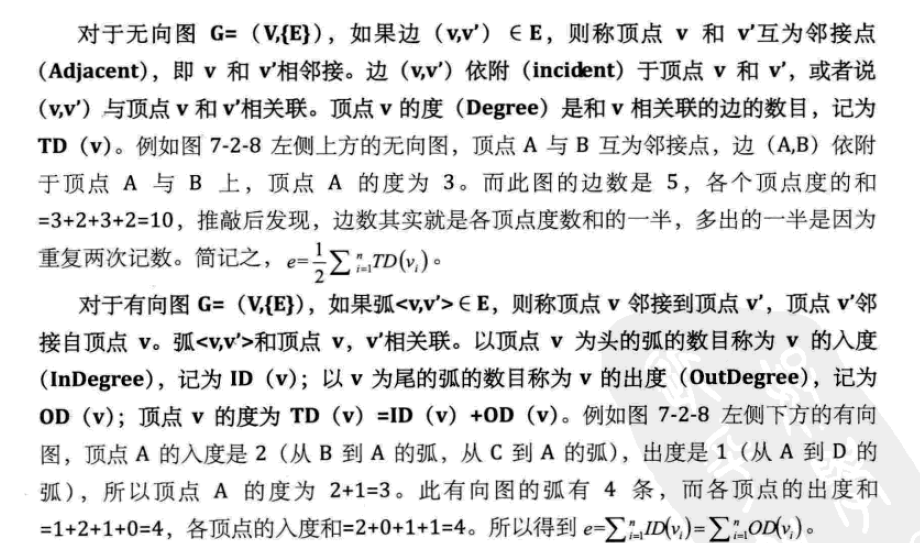 对于无向图 G=（V,{E}），如果边（v,v'）∈E，则称顶点 v 和 v'互为邻接点
（Adjacent），即 v 和 v'相邻接。边（v,v'）依附（incident）于顶点 v 和 v'，或者说
（v,v'）与顶点 v 和 v'相关联。顶点 v 的度（Degree）是和 v 相关联的边的数目，记为
TD（v）。例如图 7-2-8 左侧上方的无向图，顶点 A 与 B 互为邻接点，边（A,B）依附
于顶点 A 与 B 上，顶点 A 的度为 3。而此图的边数是 5，各个顶点度的和
=3+2+3+2=10，推敲后发现，边数其实就是各顶点度数和的一半，多出的一半是因为
重复两次记数。简记之，e=1/2∑ⁿᵢ₌₁TD(vᵢ)。
对于有向图 G=（V,{E}），如果弧<v,v'>∈E，则称顶点 v 邻接到顶点 v'，顶点 v'邻
接自顶点 v。弧<v,v'>和顶点 v，v'相关联。以顶点 v 为头的弧的数目称为 v 的入度
（InDegree），记为 ID（v）；以 v 为尾的弧的数目称为 v 的出度（OutDegree），记为
OD（v）；顶点 v 的度为 TD（v）=ID（v）+OD（v）。例如图 7-2-8 左侧下方的有向
图，顶点 A 的入度是 2（从 B 到 A 的弧，从 C 到 A 的弧），出度是 1（从 A 到 D 的
弧），所以顶点 A 的度为 2+1=3。此有向图的弧有 4 条，而各顶点的出度和
=1+2+1+0=4，各顶点的入度和=2+0+1+1=4。所以得到 e=∑ⁿᵢ₌₁ID(vᵢ)=∑ⁿᵢ₌₁OD(vᵢ)。